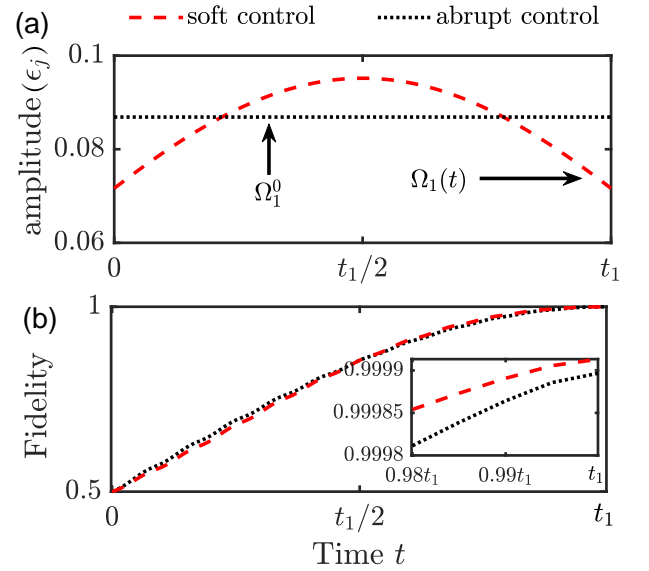 soft control abrupt control
(a)
amplitude(ϵ_j)
0.1
0.08
0.06
Ω₁⁰
Ω₁(t)
0 t₁/2 t₁
(b)
Fidelity
1
0.5
0.9999
0.99985
0.9998
0.98t₁ 0.99t₁ t₁
0 t₁/2 t₁
Time t